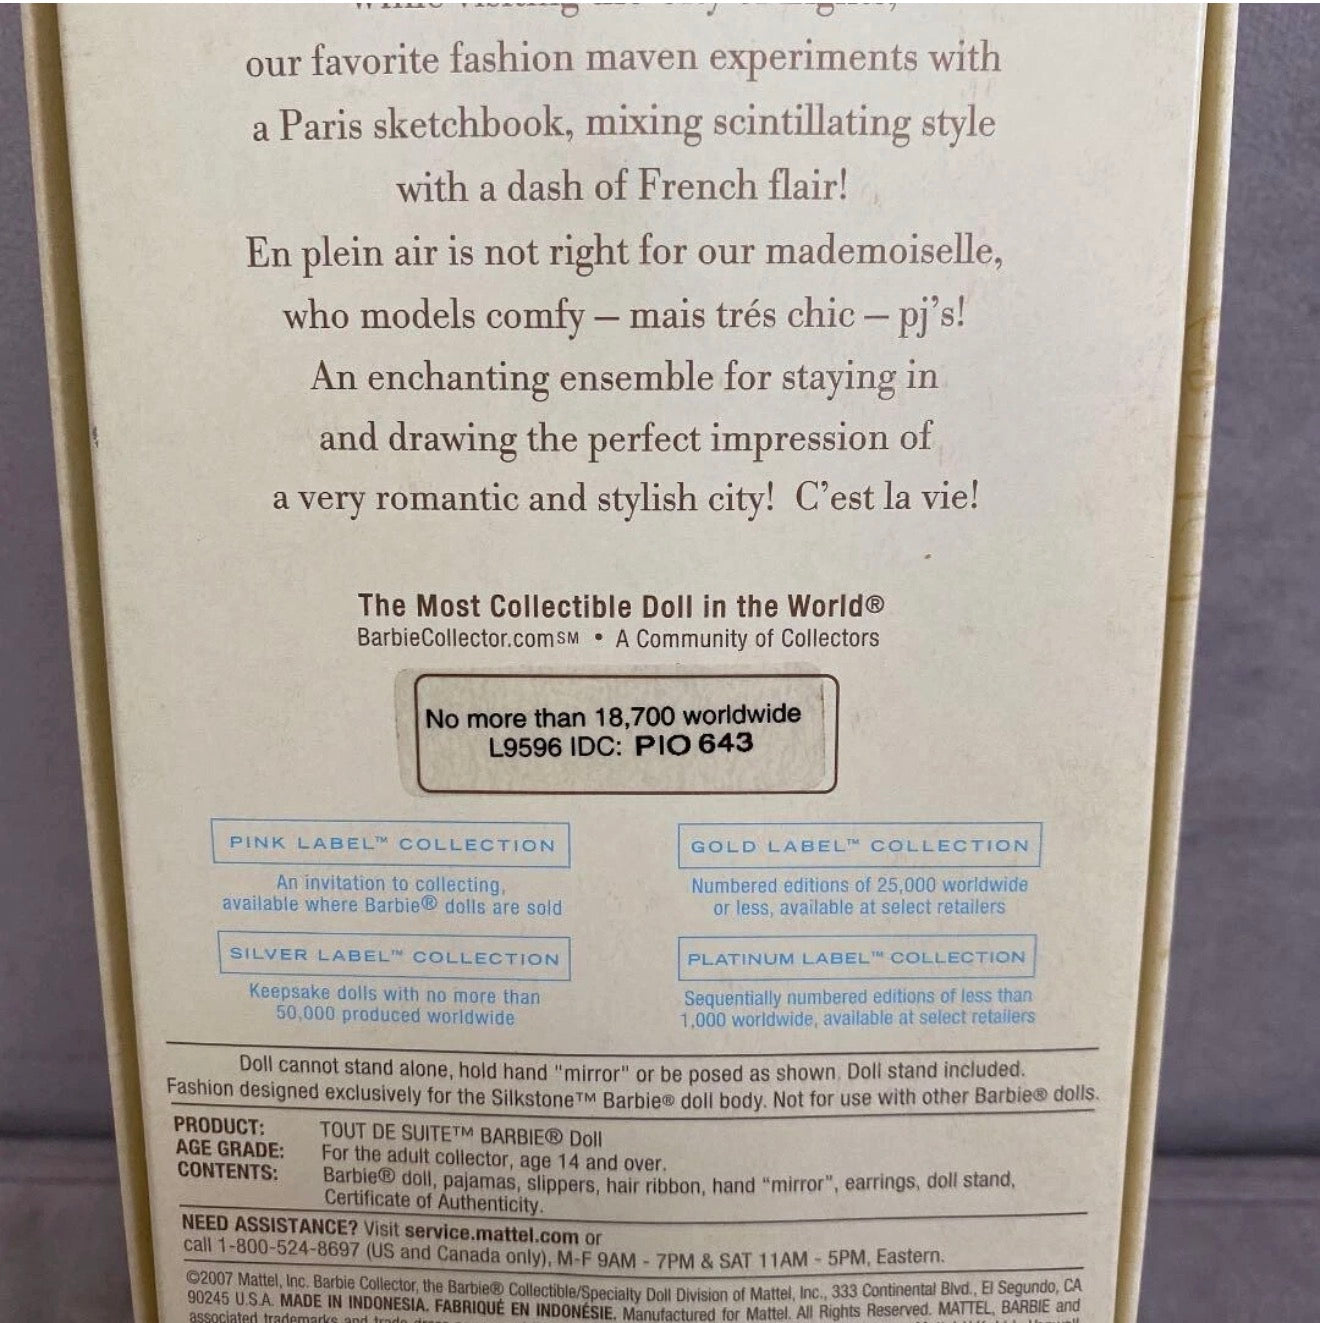 our favorite fashion maven experiments with
a Paris sketchbook, mixing scintillating style
with a dash of French flair!
En plein air is not right for our mademoiselle,
who models comfy – mais trés chic – pj's!
An enchanting ensemble for staying in
and drawing the perfect impression of
a very romantic and stylish city! C'est la vie!
The Most Collectible Doll in the World®
BarbieCollector.com℠ • A Community of Collectors
No more than 18,700 worldwide
L9596 IDC: PIO 643
PINK LABEL™ COLLECTION
An invitation to collecting,
available where Barbie® dolls are sold
GOLD LABEL™ COLLECTION
Numbered editions of 25,000 worldwide
or less, available at select retailers
SILVER LABEL™ COLLECTION
Keepsake dolls with no more than
50,000 produced worldwide
PLATINUM LABEL™ COLLECTION
Sequentially numbered editions of less than
1,000 worldwide, available at select retailers
Doll cannot stand alone, hold hand "mirror" or be posed as shown. Doll stand included.
Fashion designed exclusively for the Silkstone™ Barbie® doll body. Not for use with other Barbie® dolls.
PRODUCT: TOUT DE SUITE™ BARBIE® Doll
AGE GRADE: For the adult collector, age 14 and over.
CONTENTS: Barbie® doll, pajamas, slippers, hair ribbon, hand "mirror", earrings, doll stand,
Certificate of Authenticity.
NEED ASSISTANCE? Visit service.mattel.com or
call 1-800-524-8697 (US and Canada only), M-F 9AM - 7PM & SAT 11AM - 5PM, Eastern.
©2007 Mattel, Inc. Barbie Collector, the Barbie® Collectible/Specialty Doll Division of Mattel, Inc., 333 Continental Blvd., El Segundo, CA
90245 U.S.A. MADE IN INDONESIA. FABRIQUÉ EN INDONÉSIE. Manufactured for Mattel. All Rights Reserved. MATTEL, BARBIE and
associated trademarks and trade